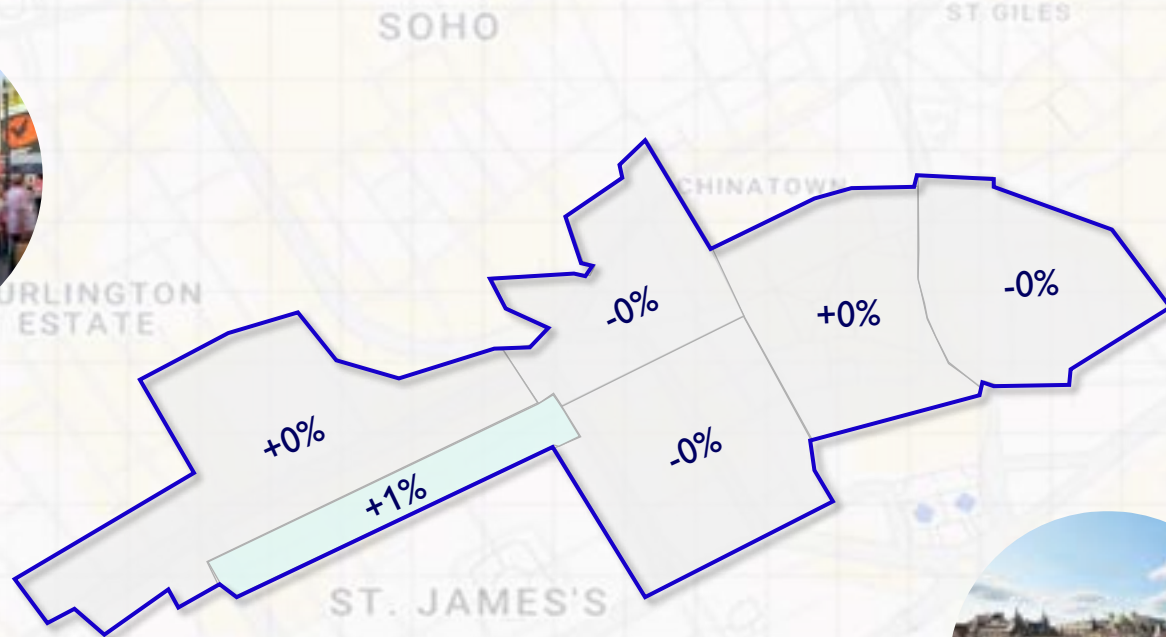 SOHO
ST GILES
CHINATOWN
URLINGTON
ESTATE
-0%
+0%
-0%
+0%
-0%
+1%
ST. JAMES'S